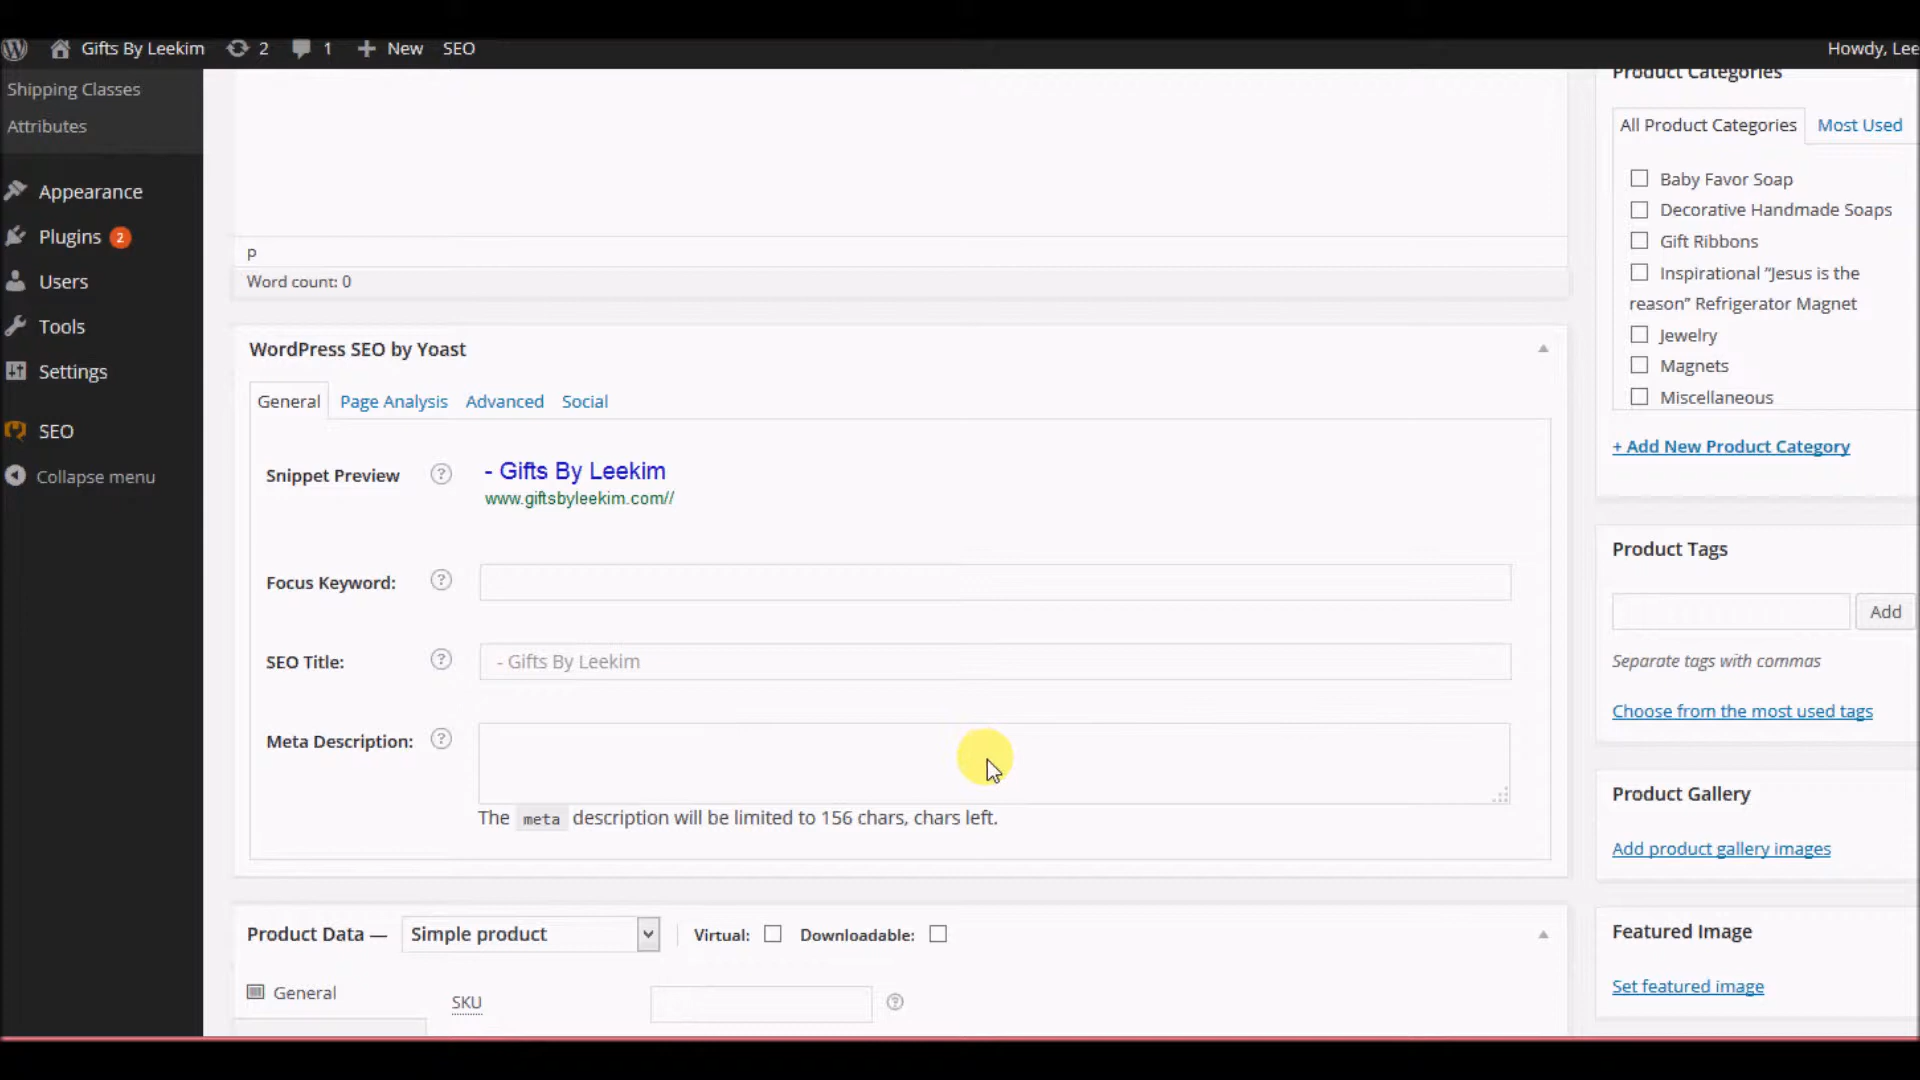 Gifts By Leekim 2 1 New SEO
Howdy, Lee
Shipping Classes
Attributes
Appearance
Plugins 2
Users
Tools
Settings
SEO
Collapse menu
p
Word count: 0
WordPress SEO by Yoast
General Page Analysis Advanced Social
Snippet Preview ? - Gifts By Leekim
www.giftsbyleekim.com//
Focus Keyword: ?
SEO Title: ? - Gifts By Leekim
Meta Description: ?
The meta description will be limited to 156 chars, chars left.
Product Data — Simple product Virtual: Downloadable:
General
SKU ?
Product Categories
All Product Categories Most Used
Baby Favor Soap
Decorative Handmade Soaps
Gift Ribbons
Inspirational “Jesus is the
reason” Refrigerator Magnet
Jewelry
Magnets
Miscellaneous
+ Add New Product Category
Product Tags
Add
Separate tags with commas
Choose from the most used tags
Product Gallery
Add product gallery images
Featured Image
Set featured image